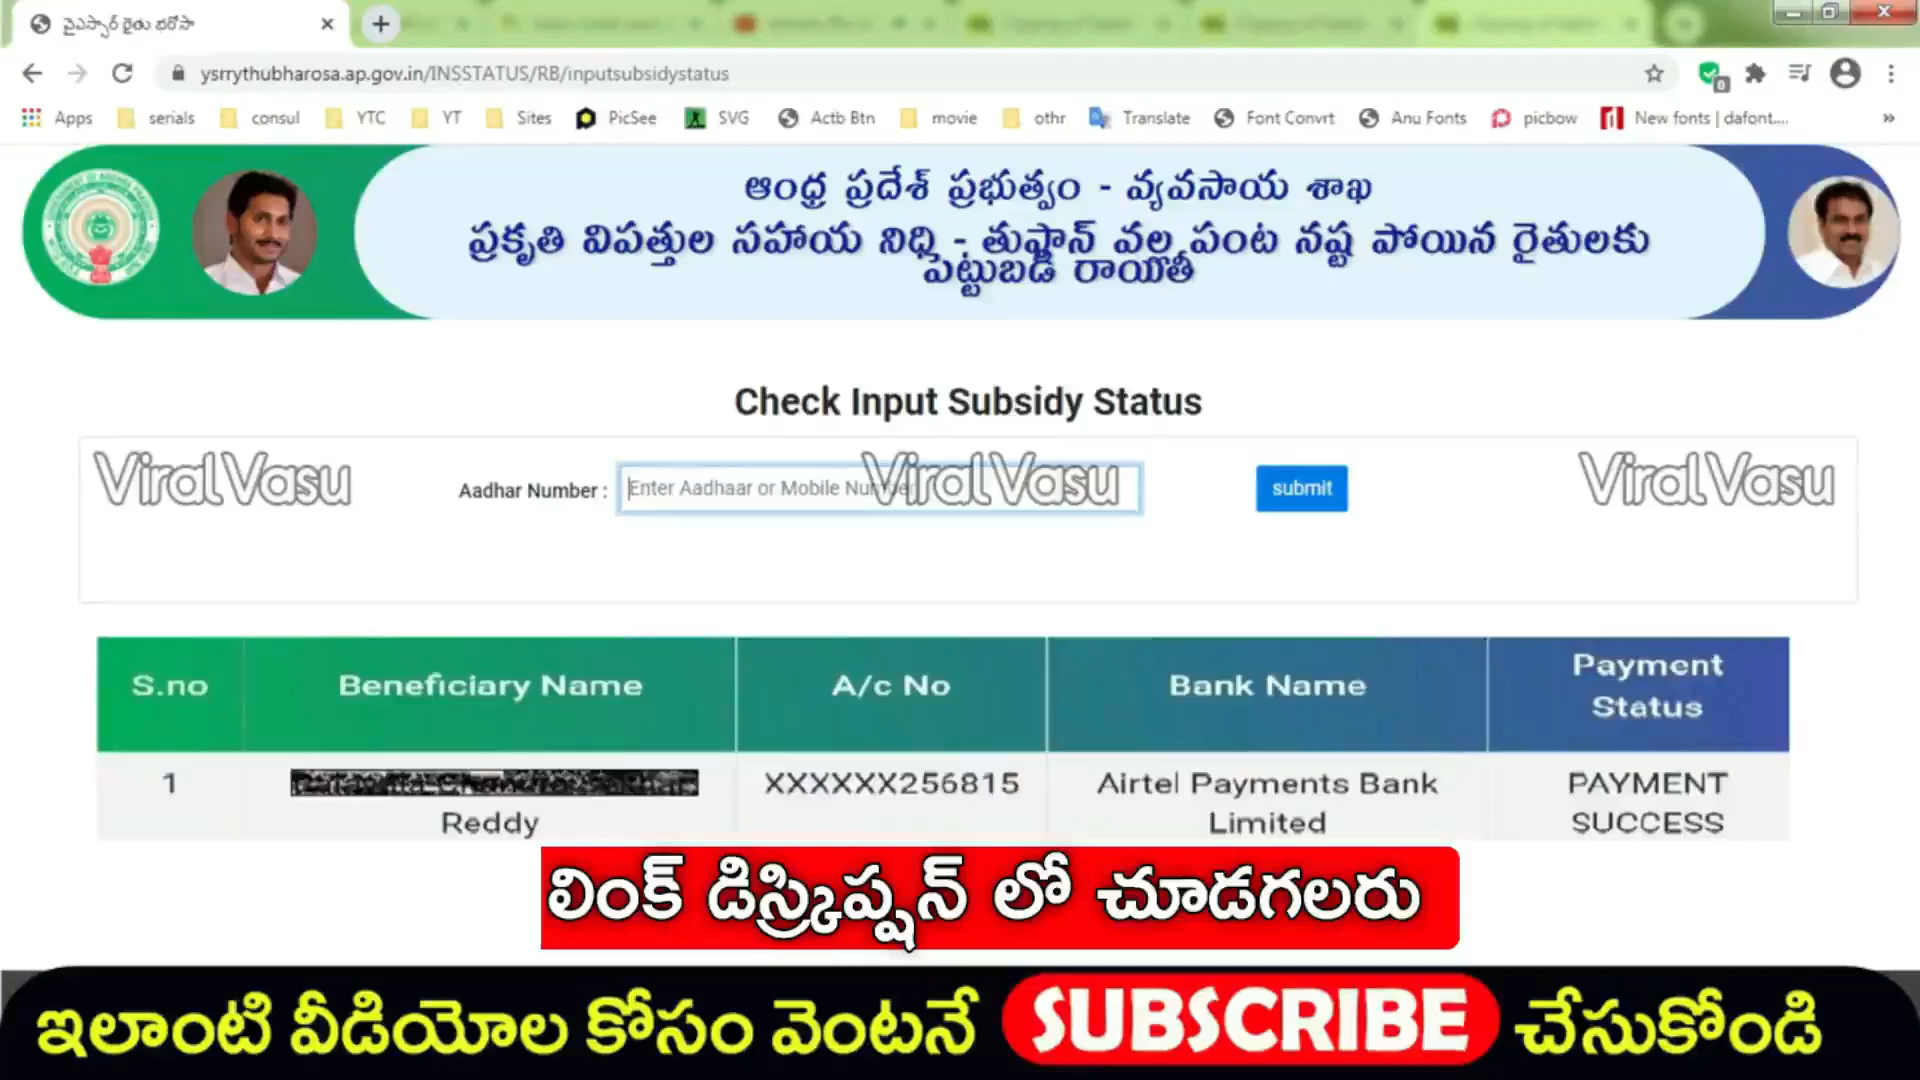 వైఎస్సార్ రైతు భరోసా
ysrrythubharosa.ap.gov.in/INSSTATUS/RB/inputsubsidystatus
Apps serials consul YTC YT Sites PicSee SVG Actb Btn movie othr Translate Font Convrt Anu Fonts picbow New fonts | dafont....
ఆంధ్ర ప్రదేశ్ ప్రభుత్వం - వ్యవసాయ శాఖ
ప్రకృతి విపత్తుల సహాయ నిధి - తుఫాన్ వల్ల పంట నష్ట పోయిన రైతులకు
పెట్టుబడి రాయితీ
Check Input Subsidy Status
ViralVasu ViralVasu ViralVasu
Aadhar Number : Enter Aadhaar or Mobile Number submit
S.no Beneficiary Name A/c No Bank Name Payment Status
1 Reddy XXXXXX256815 Airtel Payments Bank Limited PAYMENT SUCCESS
లింక్ డిస్క్రిప్షన్ లో చూడగలరు
ఇలాంటి వీడియోల కోసం వెంటనే SUBSCRIBE చేసుకోండి